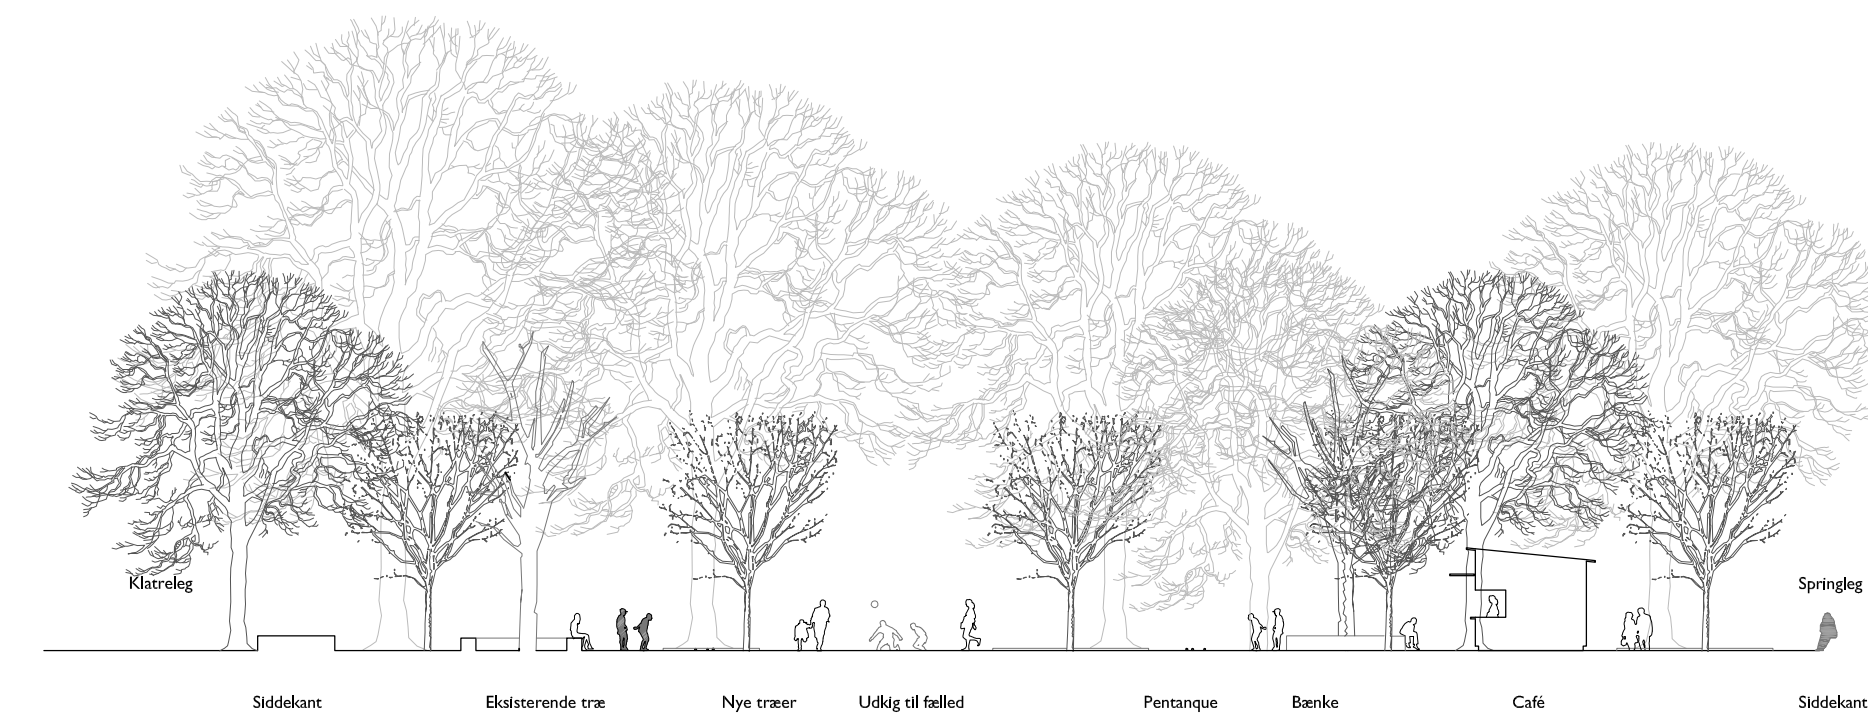 Klatreleg
Springleg
Siddekant
Eksisterende træ
Nye træer
Udkig til fælled
Pentanque
Bænke
Café
Siddekant